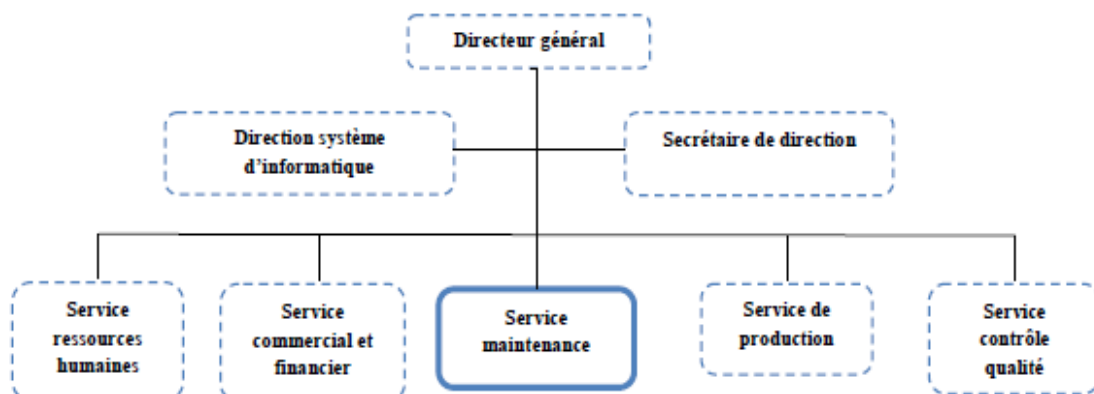 Directeur général
Direction système
d'informatique
Secrétaire de direction
Service
ressources
humaines
Service
commercial et
financier
Service
maintenance
Service de
production
Service
contrôle
qualité